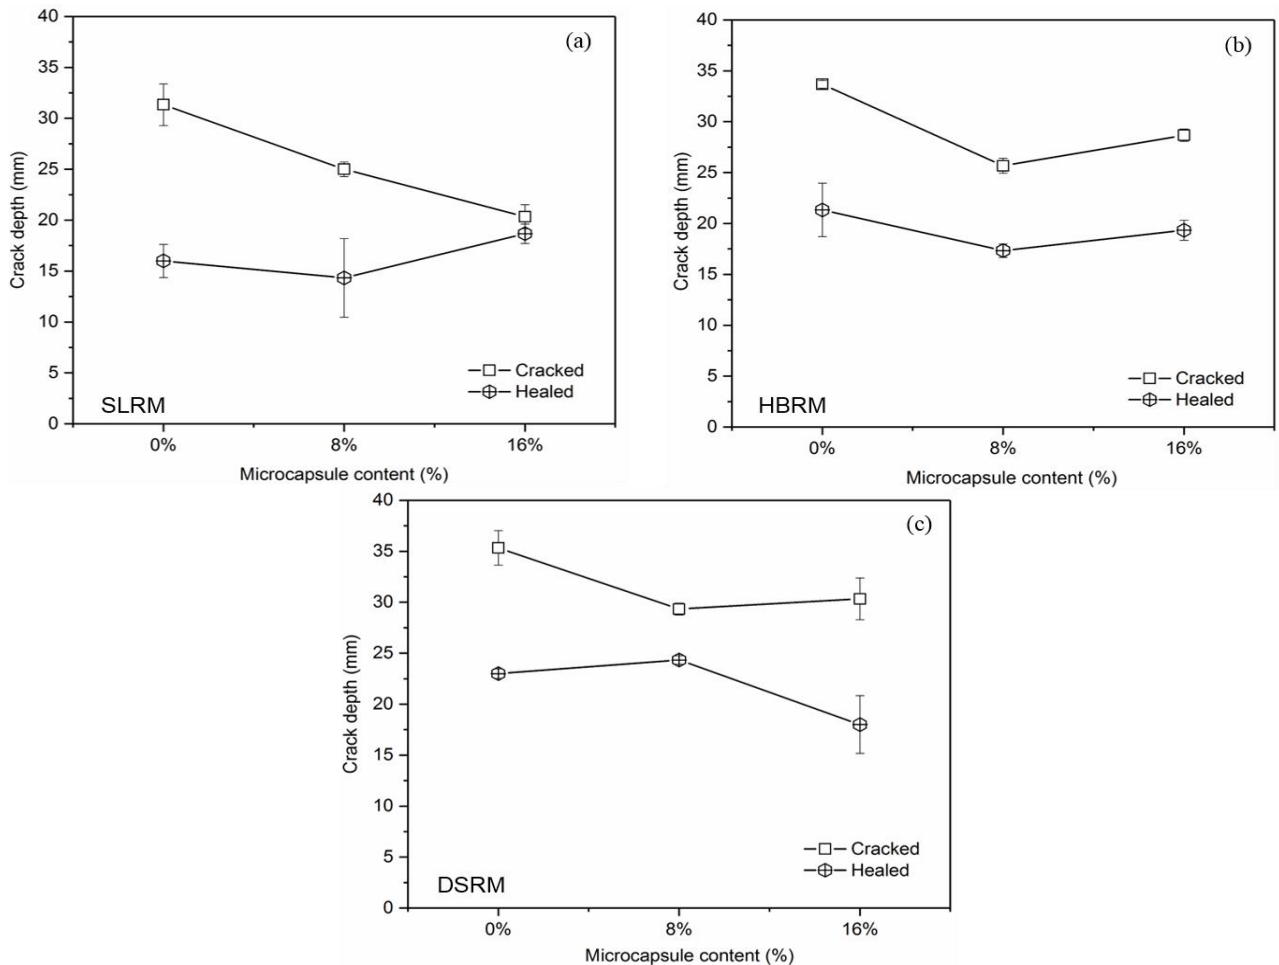 (a)
40
35
30
25
20
15
10
5
0
Crack depth (mm)
Cracked
Healed
SLRM
0% 8% 16%
Microcapsule content (%)
(b)
40
35
30
25
20
15
10
5
0
Crack depth (mm)
Cracked
Healed
HBRM
0% 8% 16%
Microcapsule content (%)
(c)
40
35
30
25
20
15
10
5
0
Crack depth (mm)
Cracked
Healed
DSRM
0% 8% 16%
Microcapsule content (%)